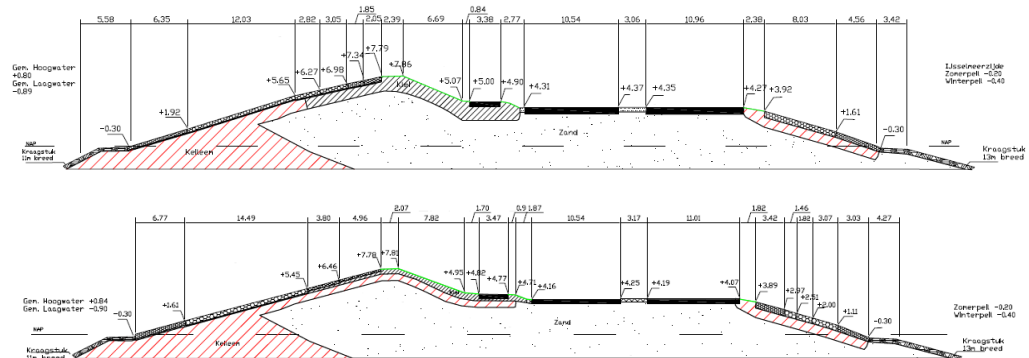 5,58 6,35 12,03 2,82 3,05 1.85 2,05 2,39 6,69 0.84 3,38 2,77 10,54 3,06 10,96 2,38 8,03 4,56 3,42
Gem. Hoogwater
+0.80
Gem. Laagwater
-0.89
-0.30 +1.92 +5.65 +6.27 +6.98 +7.34 +7.79 +7.86 +5.07 +5.00 +4.90 +4.31 +4.37 +4.35 +4.27 +3.92 +1.61 -0.30
IJsselmeerzijde
Zomerpeil -0.20
Winterpeil -0.40
Klei
Zand
Keileem
NAP
Kraagstuk
11m breed
NAP
Kraagstuk
13m breed
6.77 14.49 3.80 4.96 2.07 7.82 1.70 3.47 0.91 1.87 10.54 3.17 11.01 1.82 3.42 1.46 1.82 3.07 3.03 4.27
Gem. Hoogwater +0.84
Gem. Laagwater -0.90
-0.30 +1.61 +5.45 +6.46 +7.78 +7.81 +4.95 +4.82 +4.77 +4.71 +4.16 +4.25 +4.19 +4.07 +3.89 +2.97 +2.51 +2.00 +1.11 -0.30
Zomerpeil -0.20
Winterpeil -0.40
Zand
Keileem
NAP
Kraagstuk
11m breed
NAP
Kraagstuk
13m breed